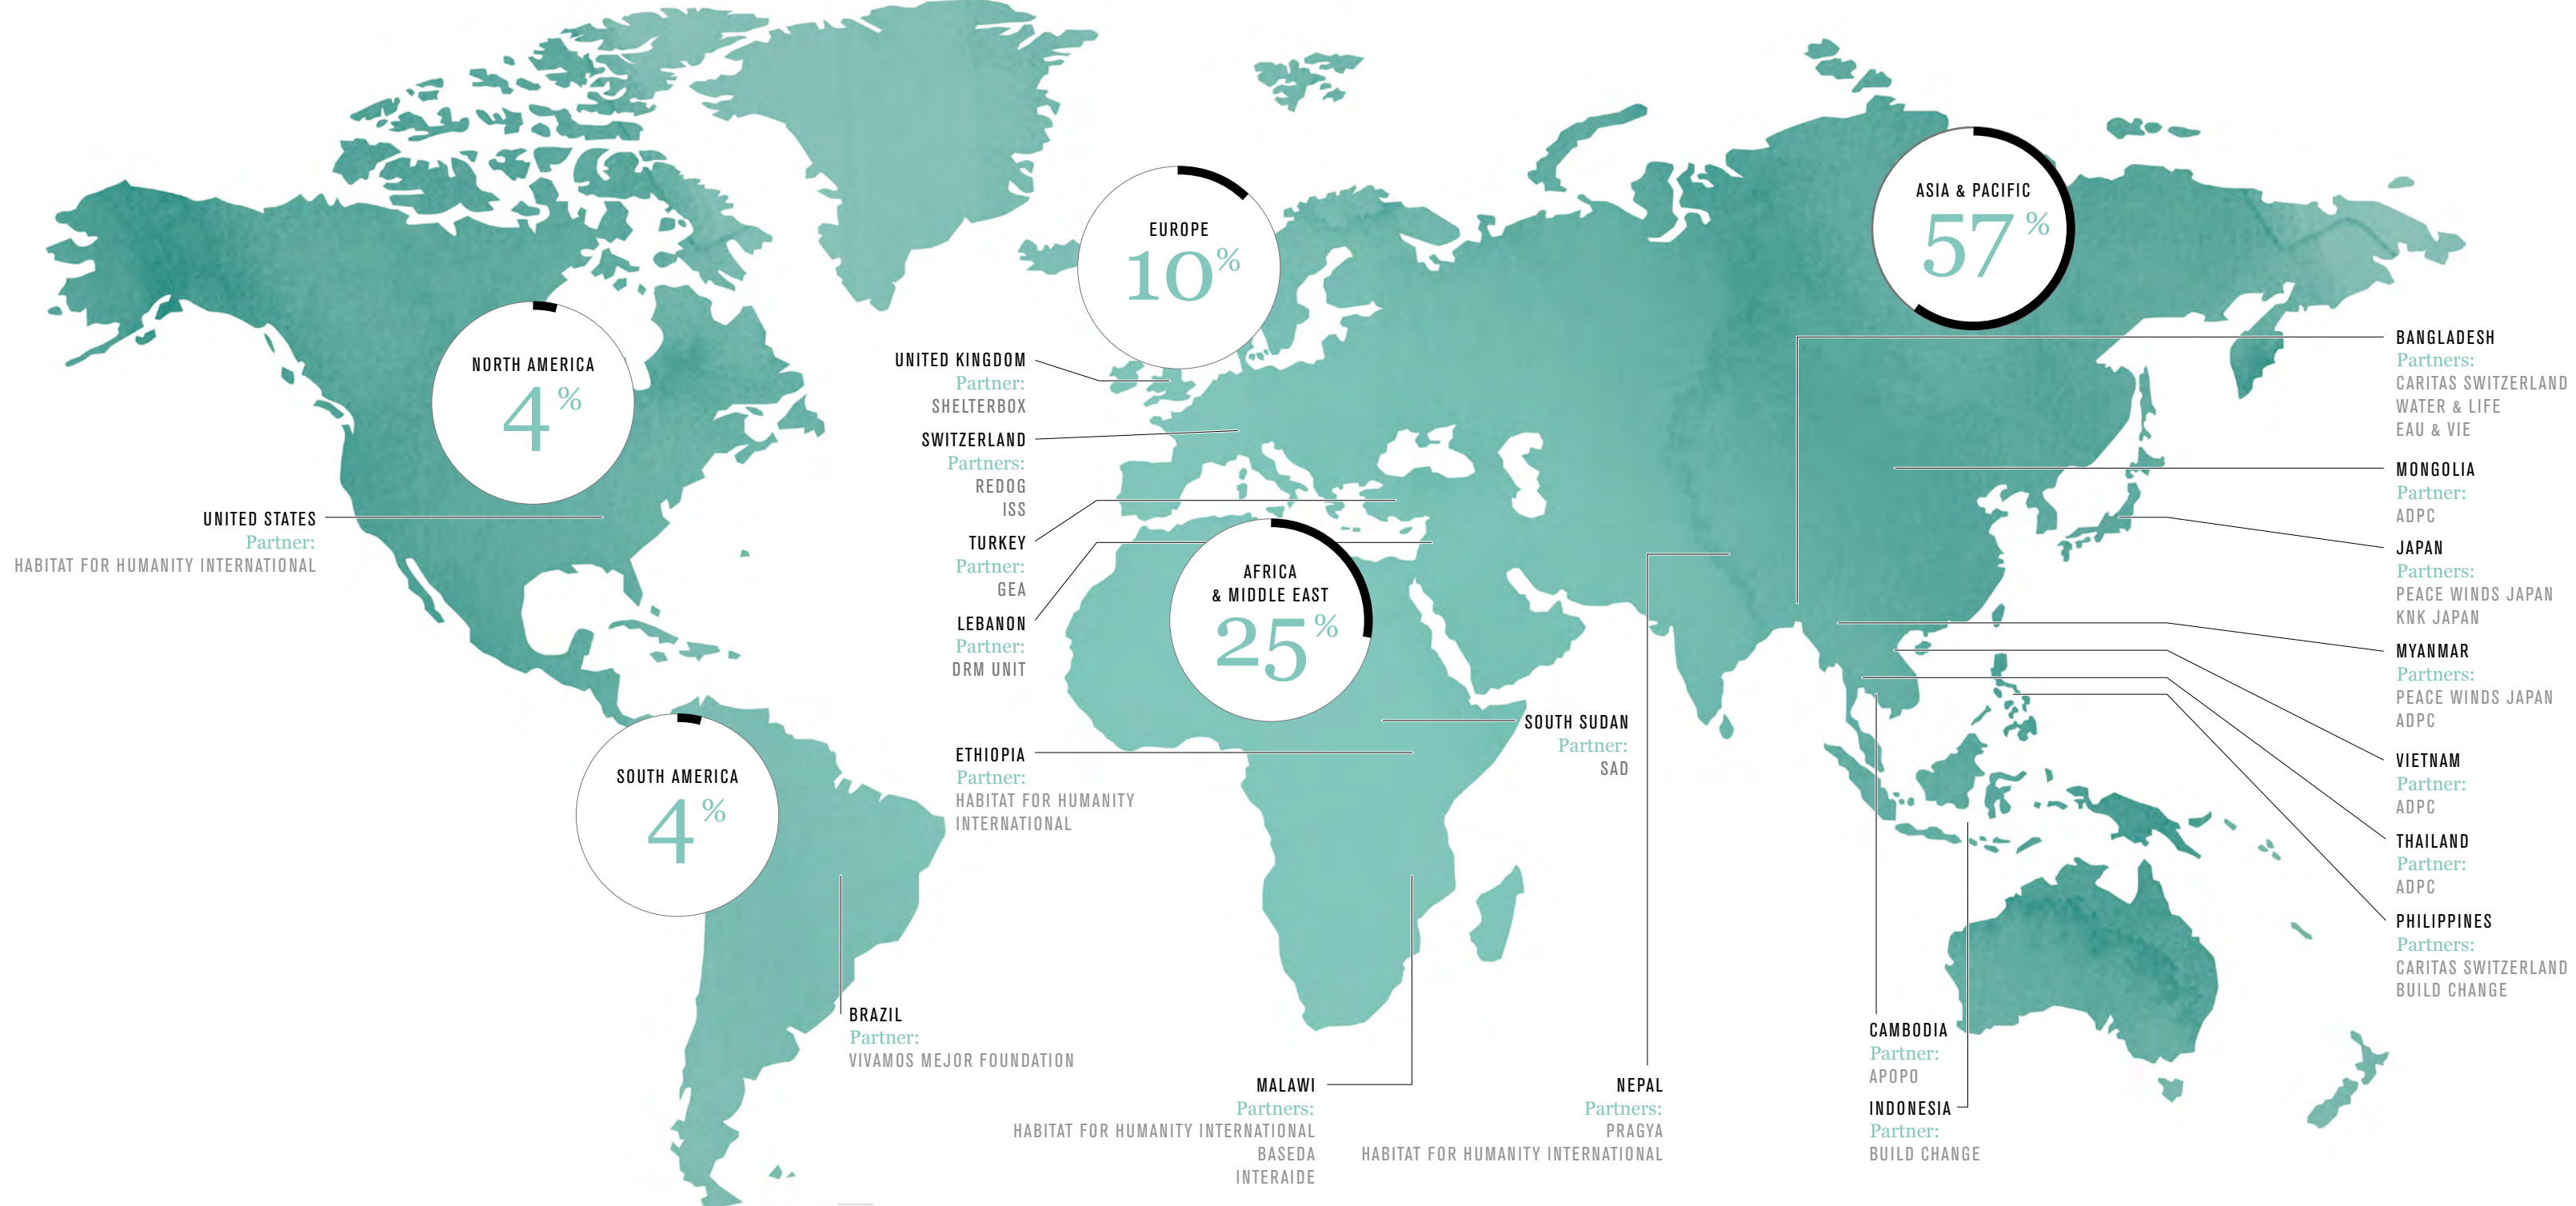 NORTH AMERICA
4%
UNITED STATES
Partner:
HABITAT FOR HUMANITY INTERNATIONAL
SOUTH AMERICA
4%
BRAZIL
Partner:
VIVAMOS MEJOR FOUNDATION
EUROPE
10%
UNITED KINGDOM
Partner:
SHELTERBOX
SWITZERLAND
Partners:
REDOG
ISS
TURKEY
Partner:
GEA
LEBANON
Partner:
DRM UNIT
AFRICA
& MIDDLE EAST
25%
ETHIOPIA
Partner:
HABITAT FOR HUMANITY
INTERNATIONAL
SOUTH SUDAN
Partner:
SAD
MALAWI
Partners:
HABITAT FOR HUMANITY INTERNATIONAL
BASEDA
INTERAIDE
NEPAL
Partners:
PRAGYA
HABITAT FOR HUMANITY INTERNATIONAL
ASIA & PACIFIC
57%
BANGLADESH
Partners:
CARITAS SWITZERLAND
WATER & LIFE
EAU & VIE
MONGOLIA
Partner:
ADPC
JAPAN
Partners:
PEACE WINDS JAPAN
KNK JAPAN
MYANMAR
Partners:
PEACE WINDS JAPAN
ADPC
VIETNAM
Partner:
ADPC
THAILAND
Partner:
ADPC
PHILIPPINES
Partners:
CARITAS SWITZERLAND
BUILD CHANGE
CAMBODIA
Partner:
APOPO
INDONESIA
Partner:
BUILD CHANGE